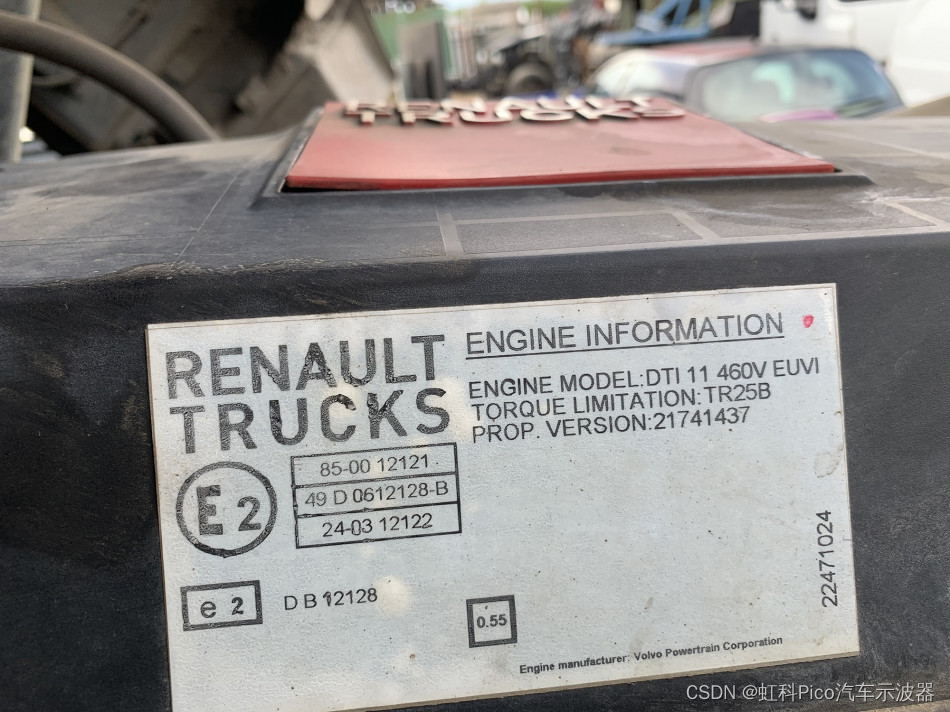 RENAULT
TRUCKS
RENAULT
TRUCKS
ENGINE INFORMATION
ENGINE MODEL:DTI 11 460V EUVI
TORQUE LIMITATION:TR25B
PROP. VERSION:21741437
85-00 12121
49 D 0612128-B
24-03 12122
E 2
e 2
D B 12128
0.55
22471024
Engine manufacturer: Volvo Powertrain Corporation
CSDN @虹科Pico汽车示波器